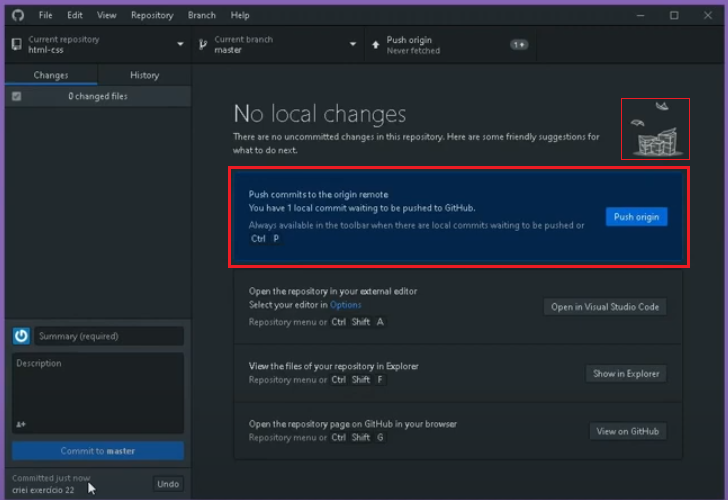 File Edit View Repository Branch Help
Current repository
html-css
Current branch
master
Push origin
Never fetched
1
Changes
History
0 changed files
No local changes
There are no uncommitted changes in this repository. Here are some friendly suggestions for
what to do next.
Push commits to the origin remote
You have 1 local commit waiting to be pushed to GitHub.
Always available in the toolbar when there are local commits waiting to be pushed or
Ctrl P
Push origin
Open the repository in your external editor
Select your editor in Options
Repository menu or Ctrl Shift A
Open in Visual Studio Code
View the files of your repository in Explorer
Repository menu or Ctrl Shift F
Show in Explorer
Open the repository page on GitHub in your browser
Repository menu or Ctrl Shift G
View on GitHub
Summary (required)
Description
Commit to master
Committed just now
criei exercício 22
Undo